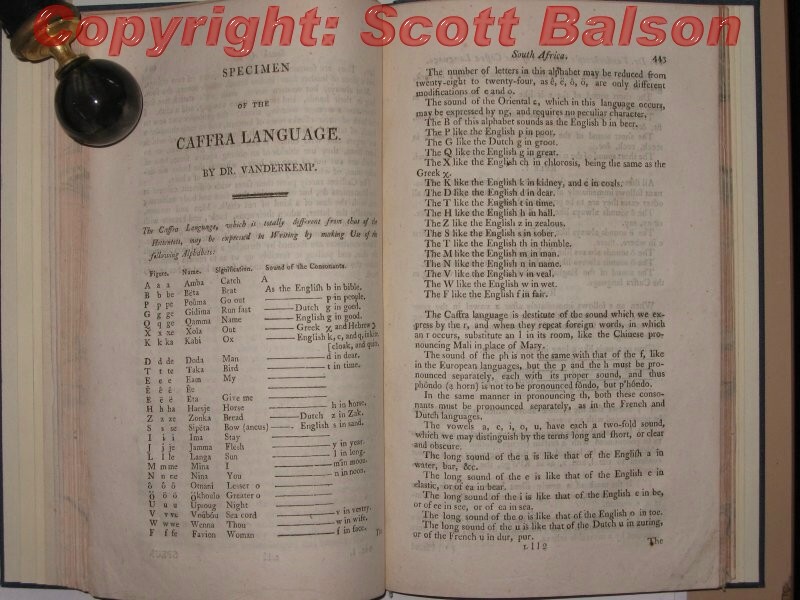 Copyright: Scott Balson
SPECIMEN
OF THE
CAFFRA LANGUAGE.
BY DR. VANDERKEMP.
The Caffra Language, which is totally different from that of the
Hottentots, may be expressed in Writing by making Use of the
following Alphabet:
Figure. Name. Signification. Sound of the Consonants.
A a a Amba Catch A
B b be Beta Beat As the English b in bible.
P p pe Peuma Go out p in people.
G g ge Gidima Run fast Dutch g in goed.
Q q ge Qamma Name English g in good.
X x xe Xola Out Greek χ and Hebrew
K k ka Kabi Ox English k, c, and q, in kin
[cloak, and
D d de Doda Man d in dear.
T t te Taka Bird t in time.
E e e Eam My
Ē ē ē Ēc
Ë ë ë Ëta Give me
H h ha Harsje Horse h in horse.
Z z ze Zonka Bread Dutch z in Zak.
S s se Sipëta Bow (ancus) English s in sand.
I i i Ima Stay
J j je Jamma Flesh y in year.
L l le Langa Sun l in long.
M m me Mina I m in moon.
N n ne Nina You n in noon.
Lesser o
Greater o
U u u Upioug Night
V v ve Sea cord v in vestry.
W w we Wenna Thou w in wife.
F f fe Favien Woman f in face.
South Africa. 443
The number of letters in this alphabet may be reduced from
twenty-eight to twenty-four, as ē, ë, ō, ö, are only different
modifications of e and o.
The sound of the Oriental ε, which in this language occurs,
may be expressed by ng, and requires no peculiar character.
The B of this alphabet sounds as the English b in beer.
The P like the English p in poor.
The G like the Dutch g in groot.
The Q like the English g in great.
The X like the English ch in chlorosis, being the same as the
Greek χ.
The K like the English k in kidney, and c in coals.
The D like the English d in dear.
The T like the English t in time.
The H like the English h in hall.
The Z like the English z in zealous.
The S like the English s in sober.
The T like the English th in thimble.
The M like the English m in man.
The N like the English n in name.
The V like the English v in veal.
The W like the English w in wet.
The F like the English f in fair.
The Caffra language is destitute of the sound which we ex-
press by the r, and when they repeat foreign words, in which
an r occurs, substitute an l in its room, like the Chinese pro-
nouncing Mali in place of Mary.
The sound of the ph is not the same with that of the f, like
in the European languages, but the p and the h must be pro-
nounced separately, each with its proper sound, and thus
phōndo (a horn) is not to be pronounced fōndo, but p'hōndo.
In the same manner in pronouncing th, both these conso-
nants must be pronounced separately, as in the French and
Dutch languages.
The vowels a, e, i, o, u, have each a two-fold sound,
which we may distinguish by the terms long and short, or clear
and obscure.
The long sound of the a is like that of the English a in
water, bar, &c.
The long sound of the e is like that of the English e in
elastic, or of ea in bear.
The long sound of the i is like that of the English e in be,
or of ee in see, or of ea in sea.
The long sound of the o is like that of the English o in toe.
The long sound of the u is like that of the Dutch u in zuring,
or of the French u in dur, pur.
The